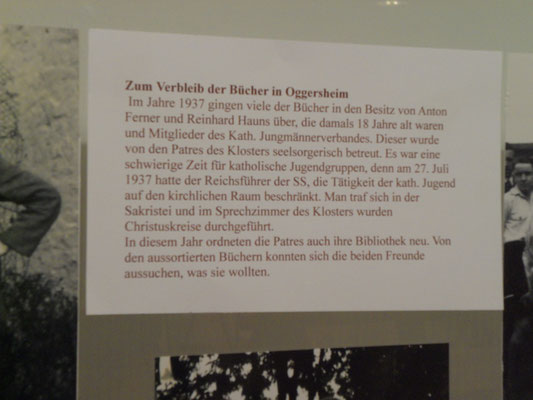 Zum Verbleib der Bücher in Oggersheim
Im Jahre 1937 gingen viele der Bücher in den Besitz von Anton
Ferner und Reinhard Hauns über, die damals 18 Jahre alt waren
und Mitglieder des Kath. Jungmännerverbandes. Dieser wurde
von den Patres des Klosters seelsorgerisch betreut. Es war eine
schwierige Zeit für katholische Jugendgruppen, denn am 27. Juli
1937 hatte der Reichsführer der SS, die Tätigkeit der kath. Jugend
auf den kirchlichen Raum beschränkt. Man traf sich in der
Sakristei und im Sprechzimmer des Klosters wurden
Christuskreise durchgeführt.
In diesem Jahr ordneten die Patres auch ihre Bibliothek neu. Von
den aussortierten Büchern konnten sich die beiden Freunde
aussuchen, was sie wollten.